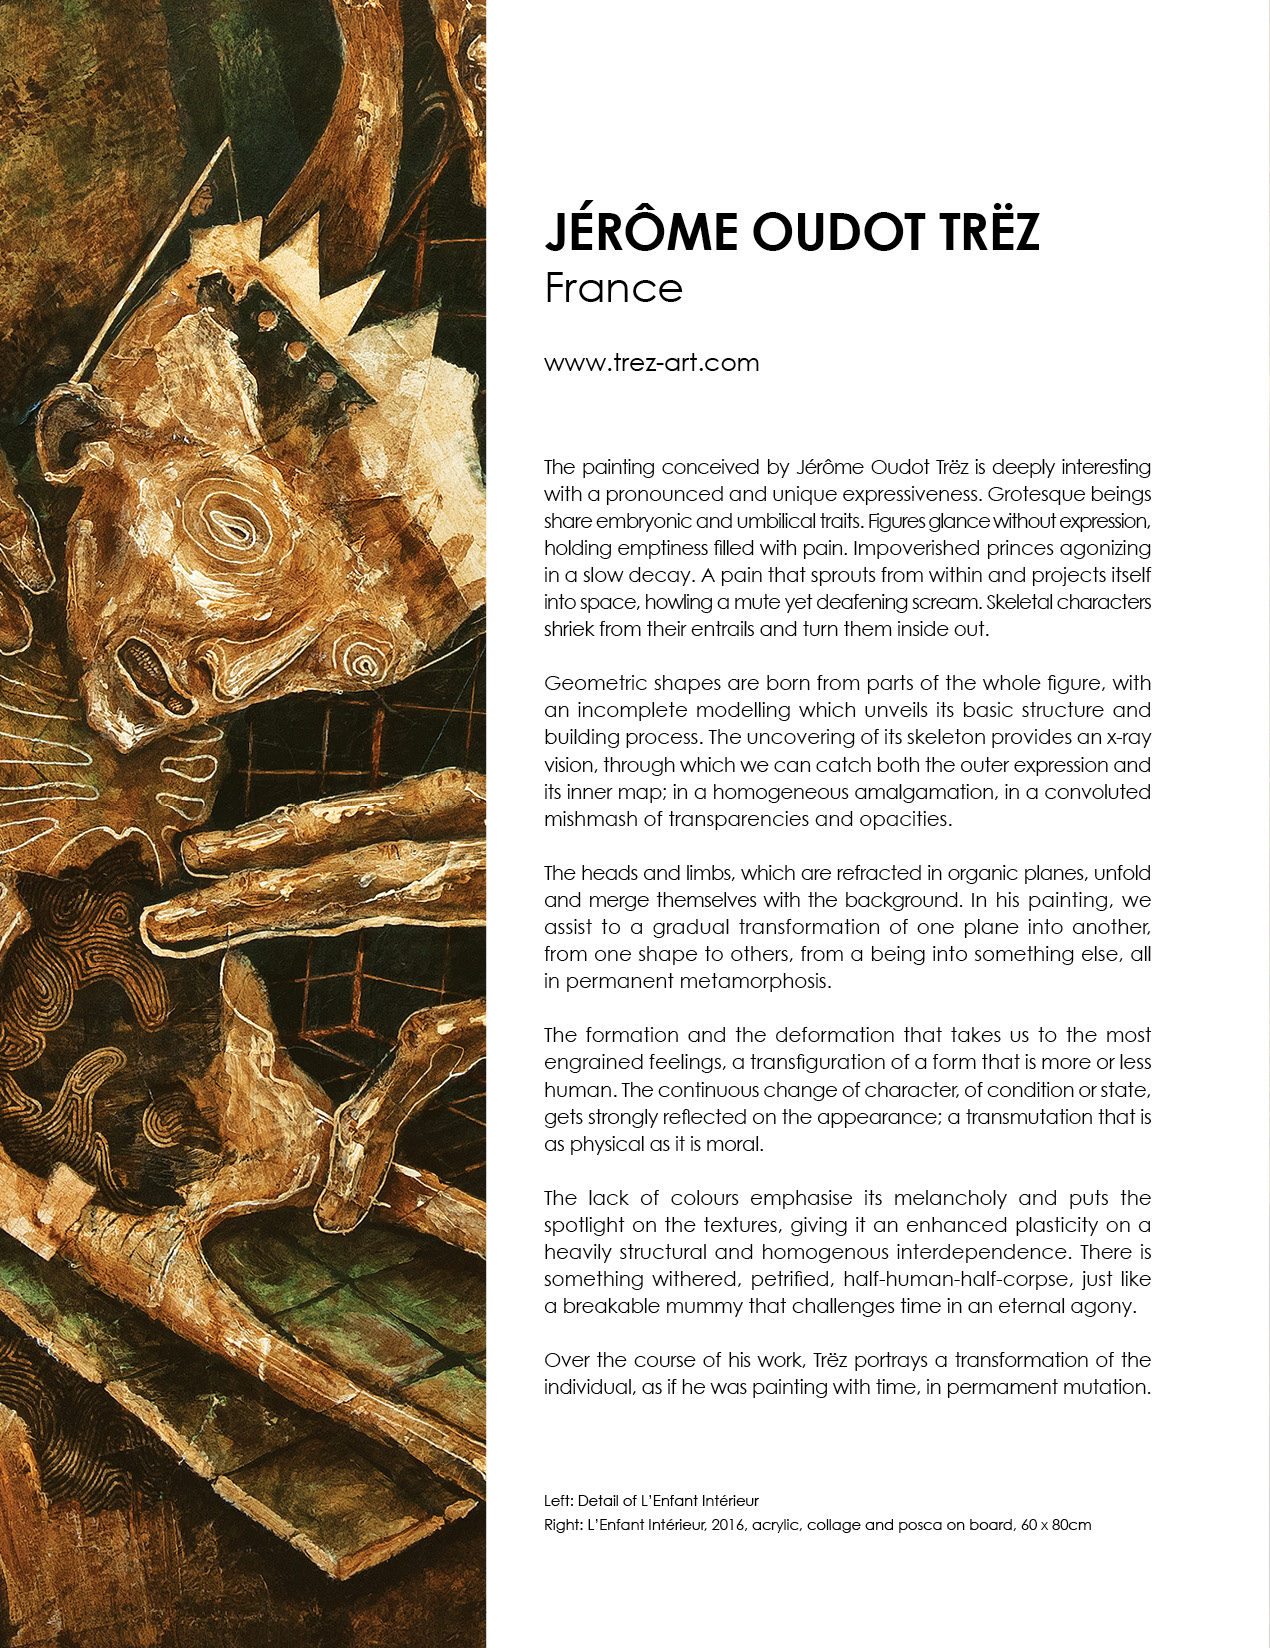 JÉRÔME OUDOT TRËZ
France
www.trez-art.com
The painting conceived by Jérôme Oudot Trëz is deeply interesting
with a pronounced and unique expressiveness. Grotesque beings
share embryonic and umbilical traits. Figures glance without expression,
holding emptiness filled with pain. Impoverished princes agonizing
in a slow decay. A pain that sprouts from within and projects itself
into space, howling a mute yet deafening scream. Skeletal characters
shriek from their entrails and turn them inside out.
Geometric shapes are born from parts of the whole figure, with
an incomplete modelling which unveils its basic structure and
building process. The uncovering of its skeleton provides an x-ray
vision, through which we can catch both the outer expression and
its inner map; in a homogeneous amalgamation, in a convoluted
mishmash of transparencies and opacities.
The heads and limbs, which are refracted in organic planes, unfold
and merge themselves with the background. In his painting, we
assist to a gradual transformation of one plane into another,
from one shape to others, from a being into something else, all
in permanent metamorphosis.
The formation and the deformation that takes us to the most
engrained feelings, a transfiguration of a form that is more or less
human. The continuous change of character, of condition or state,
gets strongly reflected on the appearance; a transmutation that is
as physical as it is moral.
The lack of colours emphasise its melancholy and puts the
spotlight on the textures, giving it an enhanced plasticity on a
heavily structural and homogenous interdependence. There is
something withered, petrified, half-human-half-corpse, just like
a breakable mummy that challenges time in an eternal agony.
Over the course of his work, Trëz portrays a transformation of the
individual, as if he was painting with time, in permament mutation.
Left: Detail of L'Enfant Intérieur
Right: L'Enfant Intérieur, 2016, acrylic, collage and posca on board, 60 x 80cm